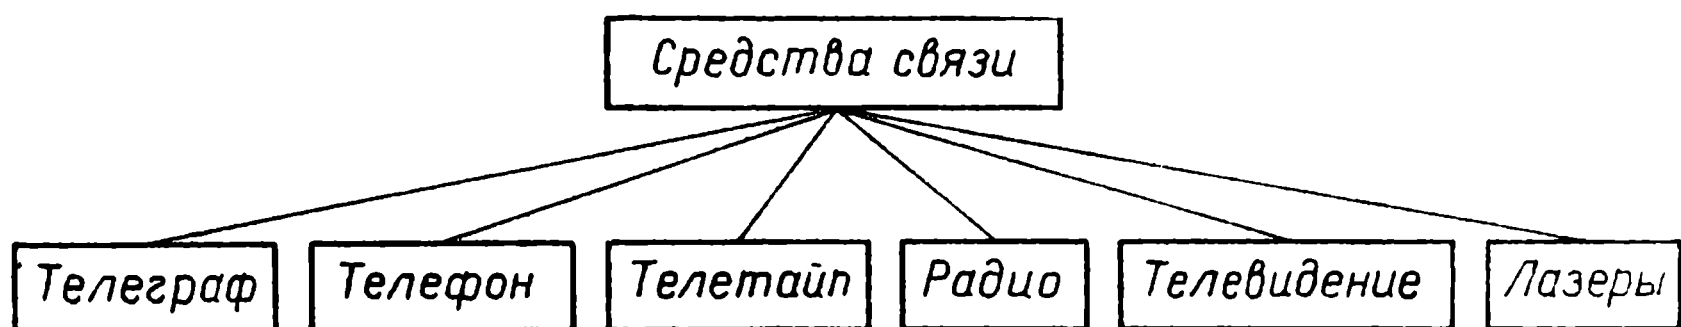 Средства связи
Телеграф Телефон Телетайп Радио Телевидение Лазеры